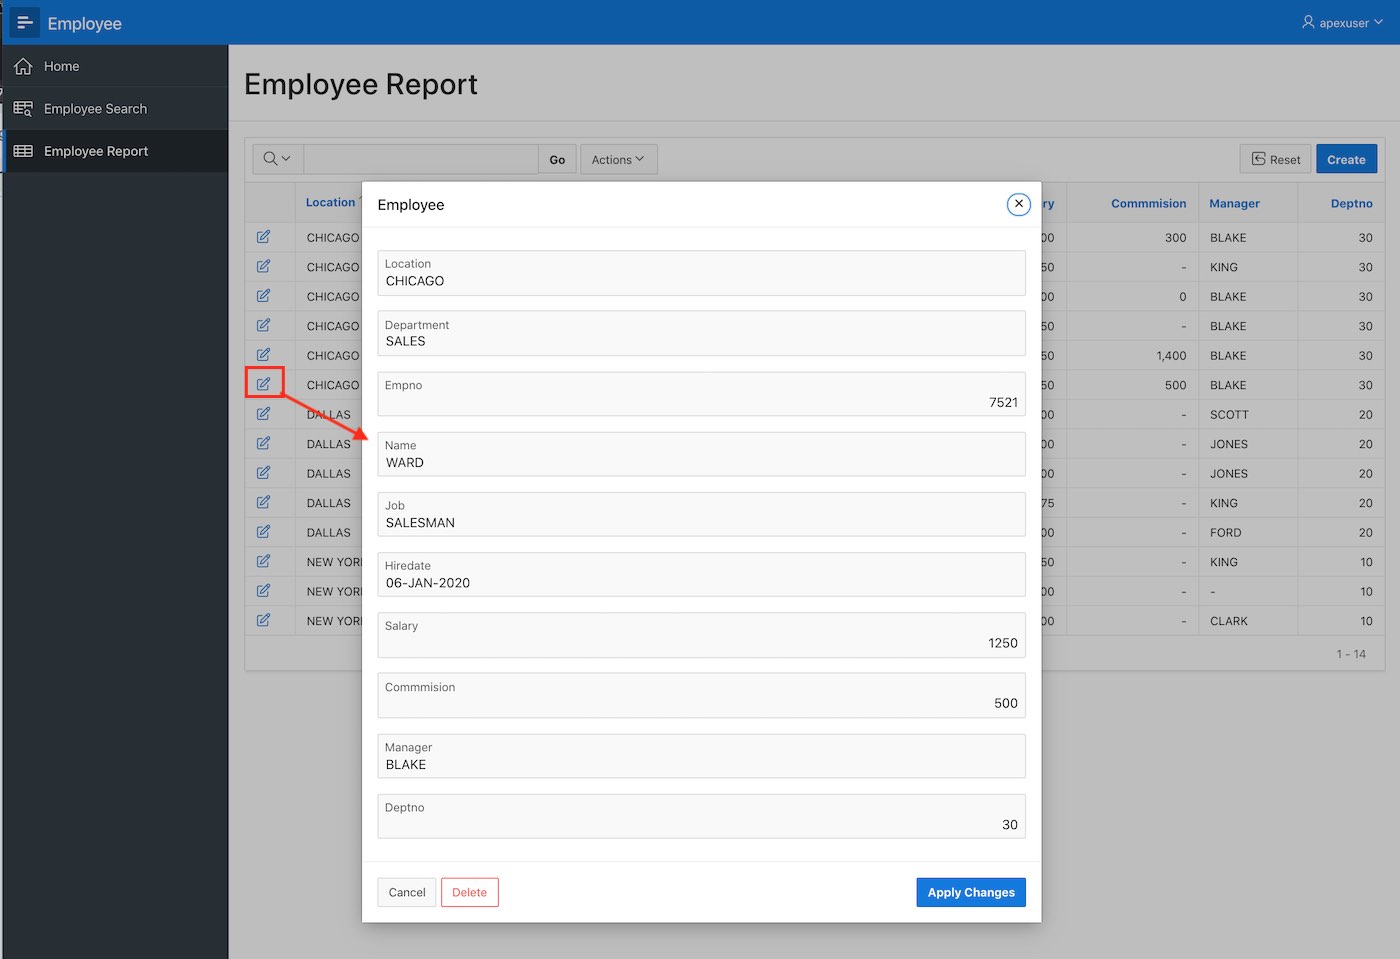 Employee
apexuser
Home
Employee Search
Employee Report
Employee Report
Go
Actions
Reset
Create
Location
ry
Commmision
Manager
Deptno
CHICAGO
00
300
BLAKE
30
CHICAGO
50
-
KING
30
CHICAGO
00
0
BLAKE
30
CHICAGO
50
-
BLAKE
30
CHICAGO
50
1,400
BLAKE
30
CHICAGO
50
500
BLAKE
30
DALLAS
00
-
SCOTT
20
DALLAS
00
-
JONES
20
DALLAS
00
-
JONES
20
DALLAS
75
-
KING
20
DALLAS
00
-
FORD
20
NEW YOR
50
-
KING
10
NEW YOR
00
-
-
10
NEW YOR
00
-
CLARK
10
1 - 14
Employee
Location
CHICAGO
Department
SALES
Empno
7521
Name
WARD
Job
SALESMAN
Hiredate
06-JAN-2020
Salary
1250
Commmision
500
Manager
BLAKE
Deptno
30
Cancel
Delete
Apply Changes